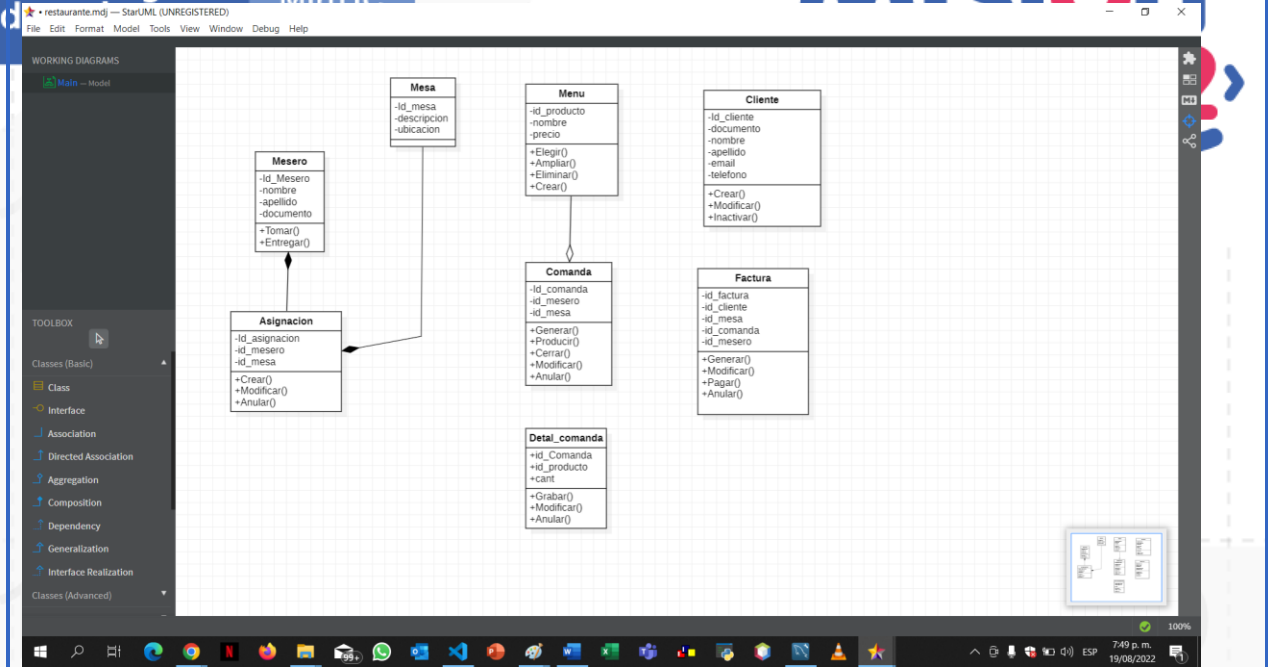 • restaurante.mdj — StarUML (UNREGISTERED)
File Edit Format Model Tools View Window Debug Help
WORKING DIAGRAMS
Main — Model
TOOLBOX
Classes (Basic)
Class
Interface
Association
Directed Association
Aggregation
Composition
Dependency
Generalization
Interface Realization
Classes (Advanced)
Mesa
-Id_mesa
-descripcion
-ubicacion
Menu
-id_producto
-nombre
-precio
+Elegir()
+Ampliar()
+Eliminar()
+Crear()
Cliente
-Id_cliente
-documento
-nombre
-apellido
-email
-telefono
+Crear()
+Modificar()
+Inactivar()
Mesero
-Id_Mesero
-nombre
-apellido
-documento
+Tomar()
+Entregar()
Comanda
-Id_comanda
-id_mesero
-id_mesa
+Generar()
+Producir()
+Cerrar()
+Modificar()
+Anular()
Factura
-id_factura
-id_cliente
-id_mesa
-id_comanda
-id_mesero
+Generar()
+Modificar()
+Pagar()
+Anular()
Asignacion
-Id_asignacion
-id_mesero
-id_mesa
+Crear()
+Modificar()
+Anular()
Detal_comanda
+id_Comanda
+id_producto
+cant
+Grabar()
+Modificar()
+Anular()
100%
99+
ESP
7:49 p. m.
19/08/2022